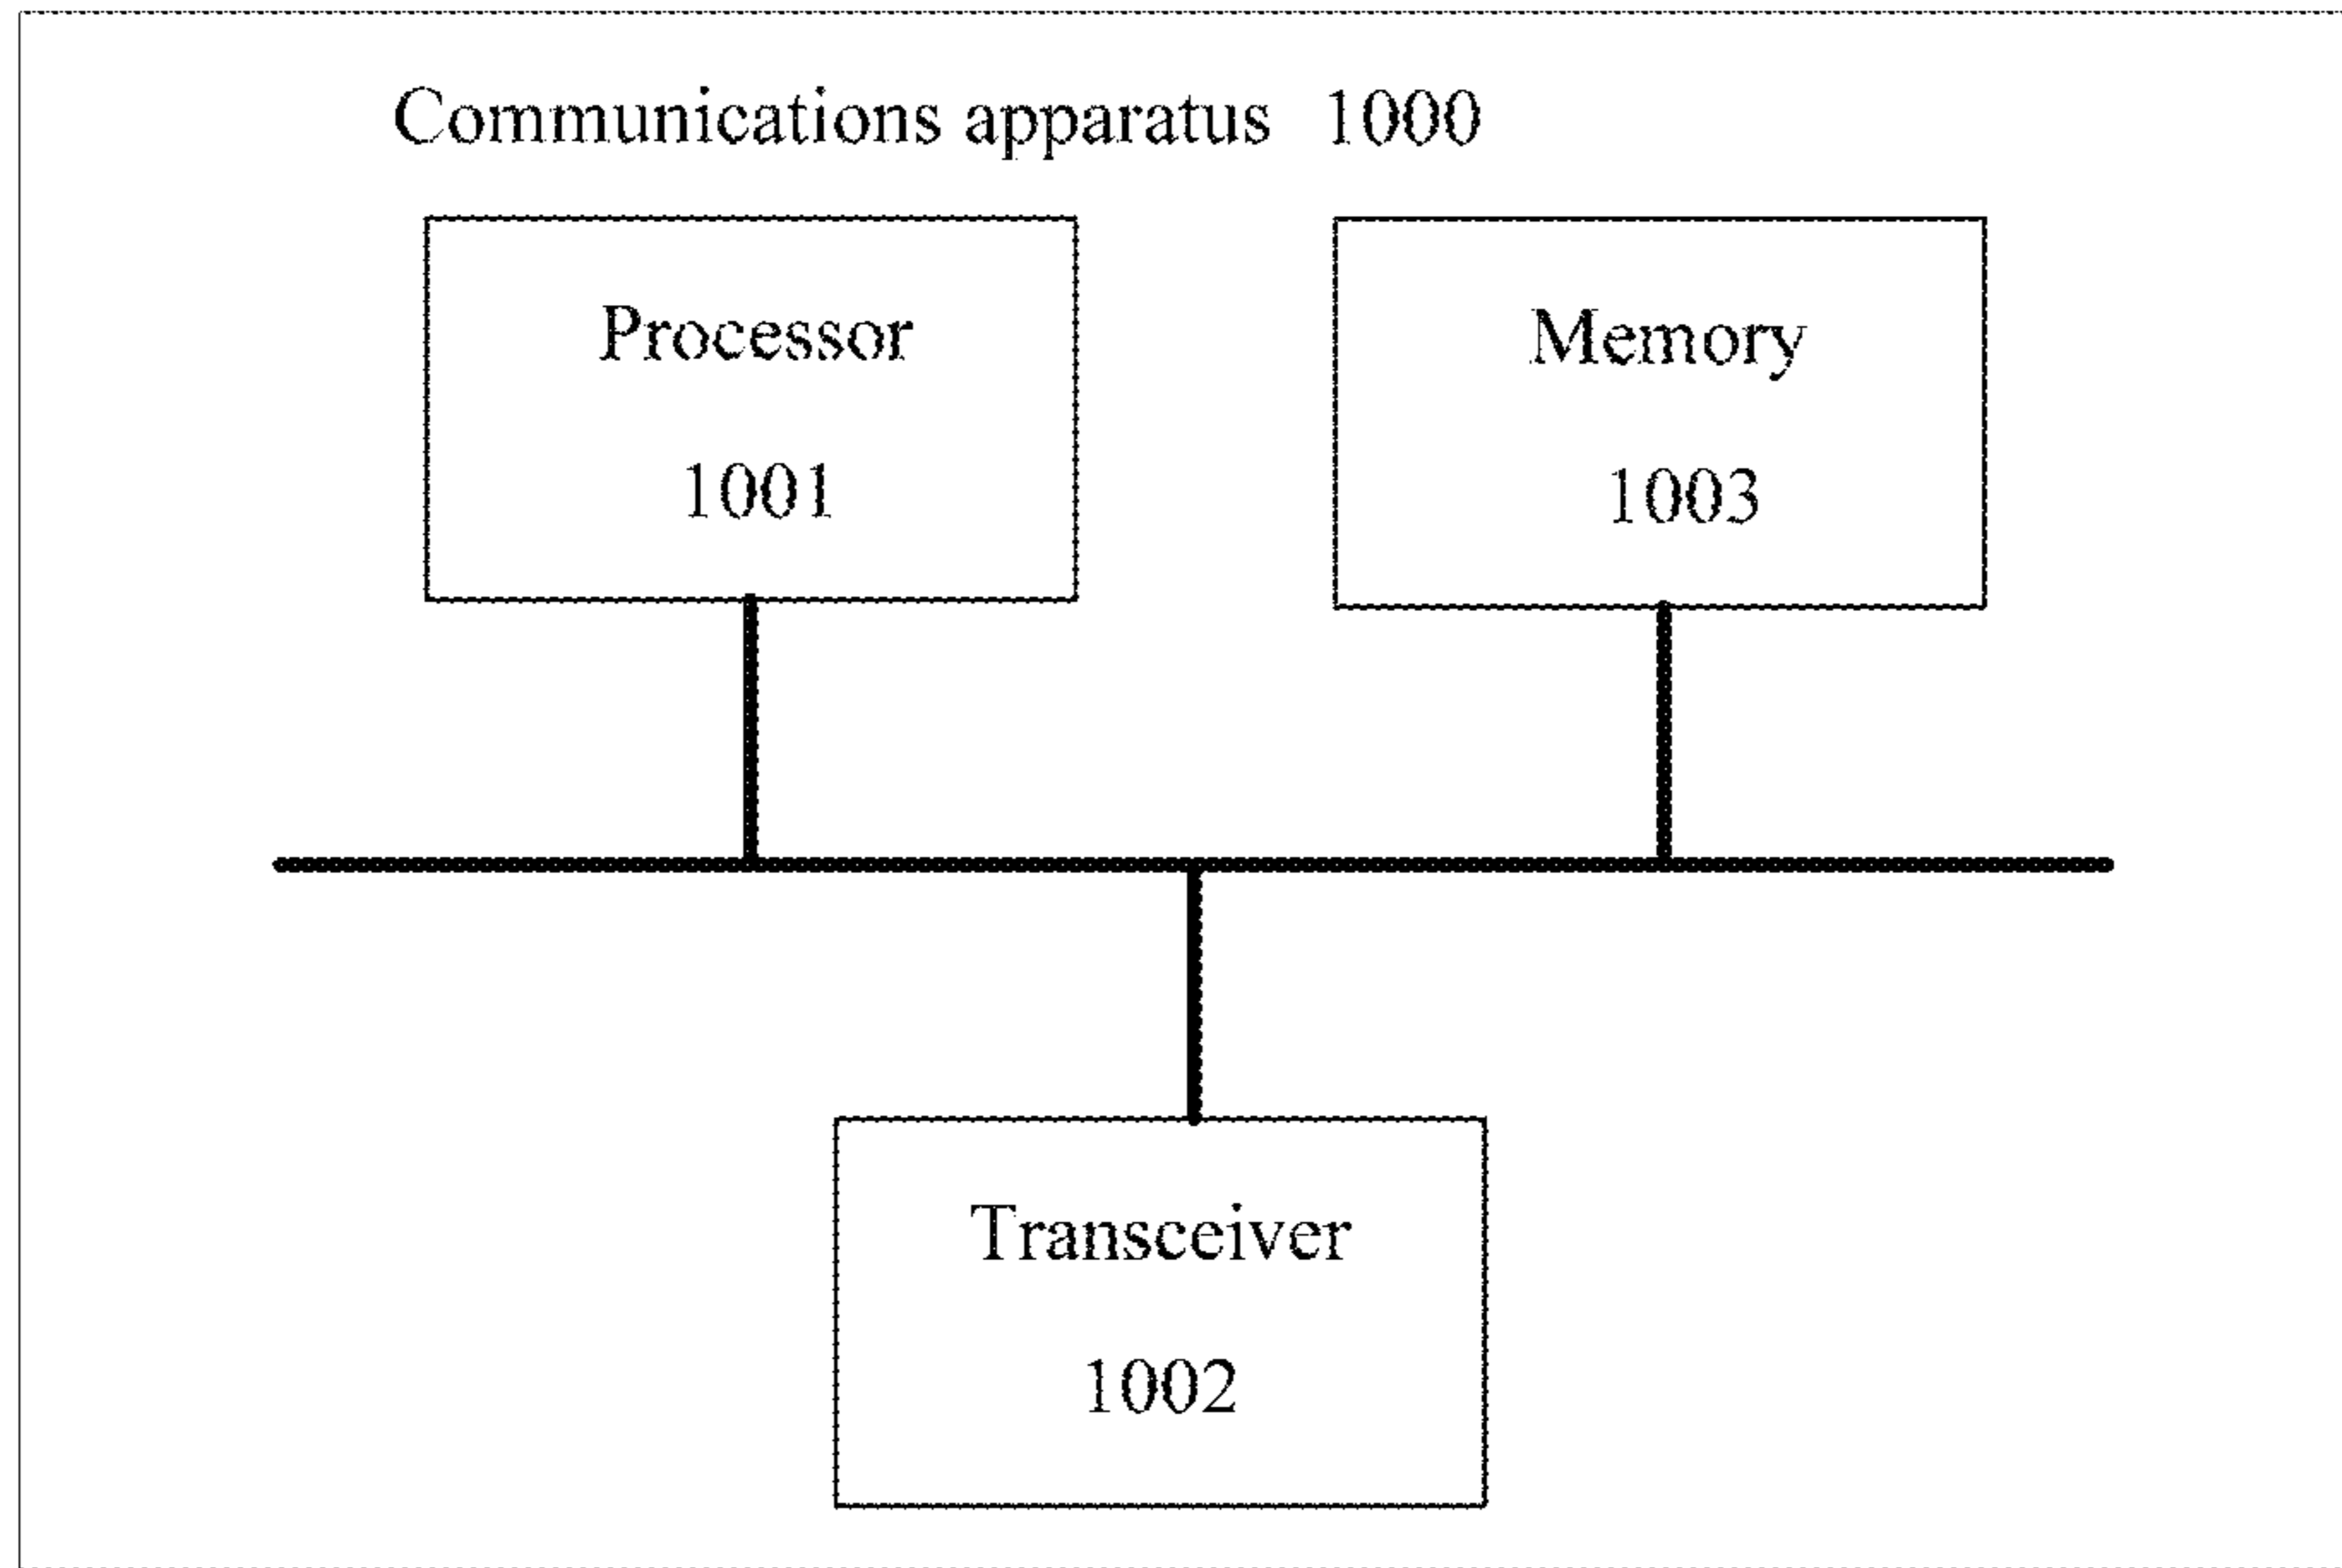 Communications apparatus 1000
Processor
1001
Memory
1003
Transceiver
1002